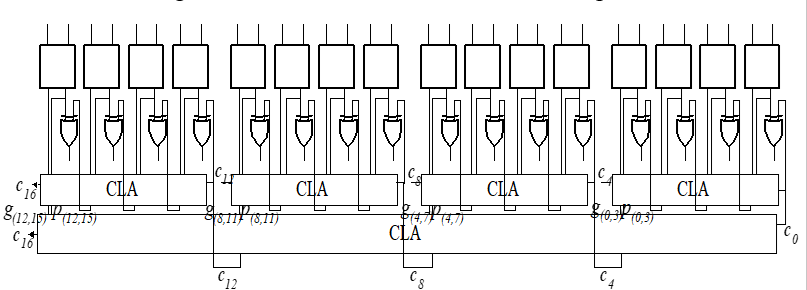 c12 c8 c4
c16 CLA CLA CLA CLA
g(12,15) p(12,15) g(8,11) p(8,11) g(4,7) p(4,7) g(0,3) p(0,3)
c16 CLA c0
c12 c8 c4